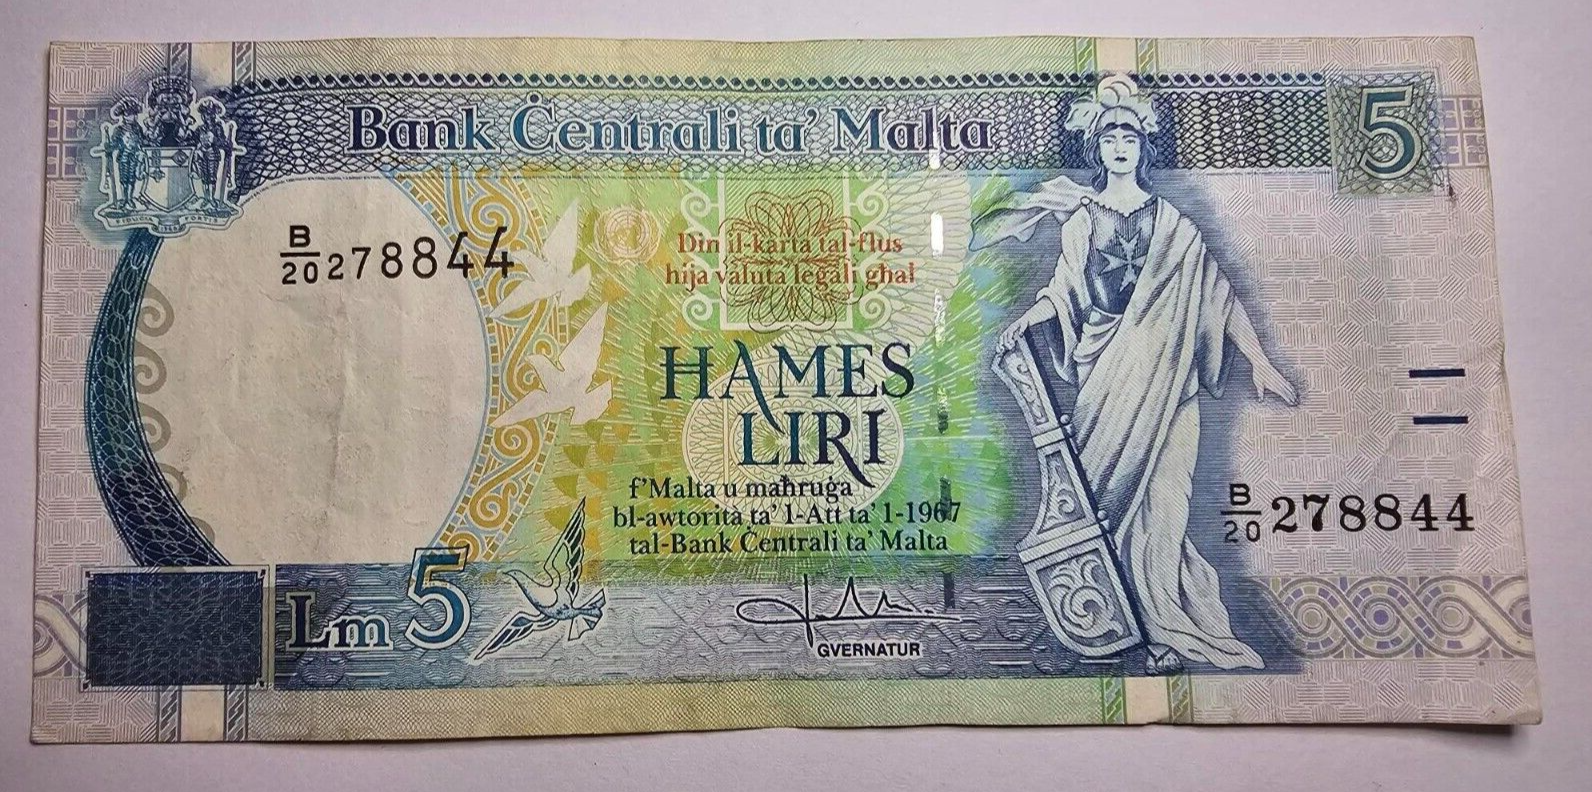 Bank Ċentrali ta' Malta
5
B/20 278844
Din il-karta tal-flus
hija valuta legali għal
ĦAMES
LIRI
f'Malta u maħruġa
bl-awtorità ta' l-Att ta' l-1967
tal-Bank Ċentrali ta' Malta
B/20 278844
Lm 5
GVERNATUR